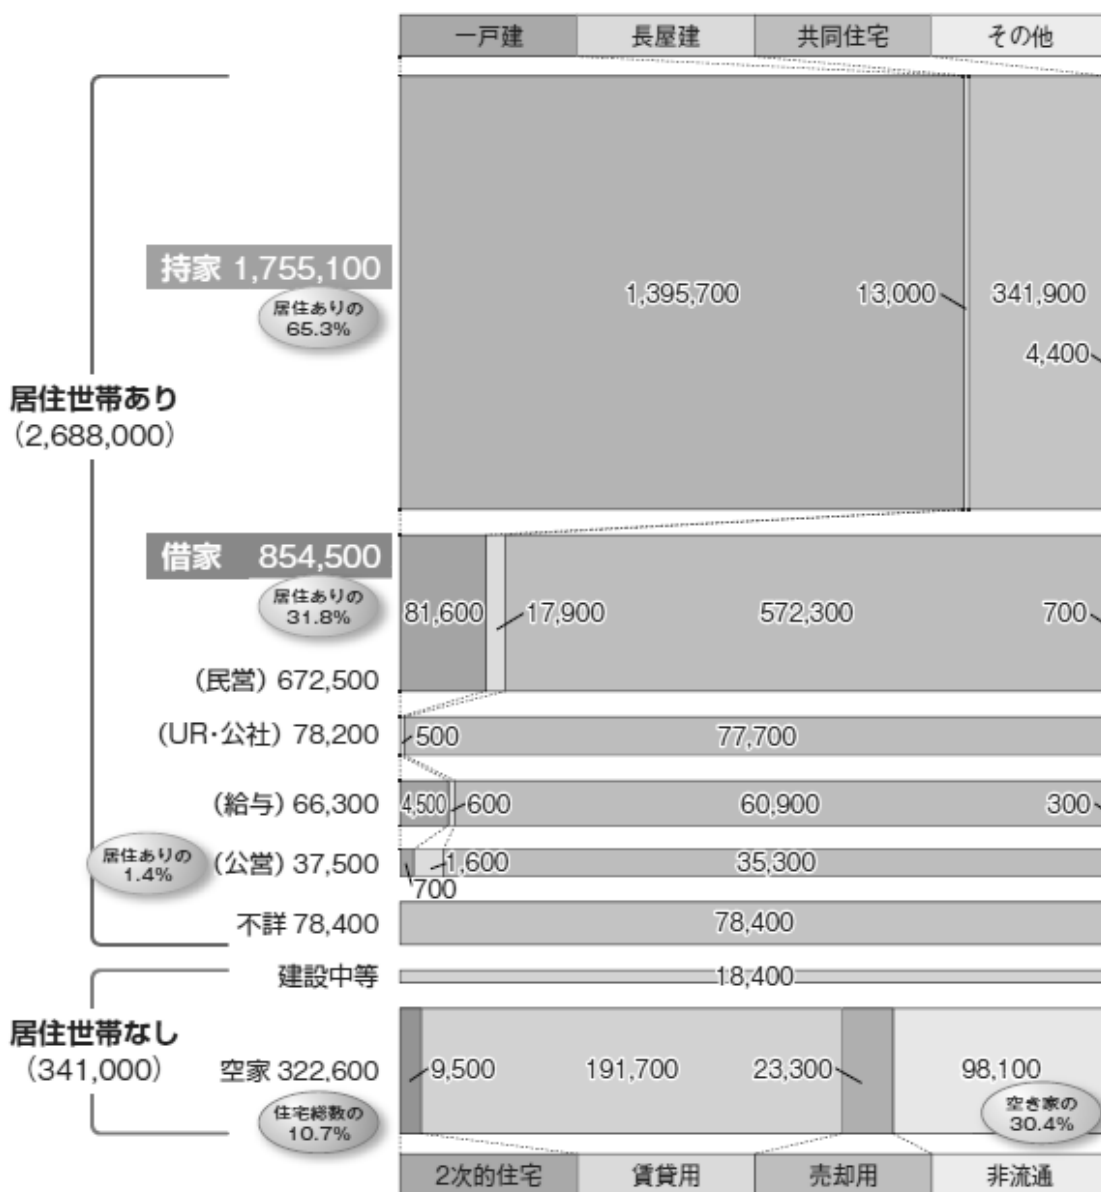 一戸建 長屋建 共同住宅 その他
持家 1,755,100
居住ありの
65.3%
1,395,700 13,000 341,900
4,400
居住世帯あり
(2,688,000)
借家 854,500
居住ありの
31.8%
81,600 17,900 572,300 700
(民営) 672,500
(UR・公社) 78,200 500 77,700
(給与) 66,300 4,500 600 60,900 300
居住ありの
1.4%
(公営) 37,500 1,600 35,300
700
不詳 78,400 78,400
建設中等 18,400
居住世帯なし
(341,000)
空家 322,600 9,500 191,700 23,300 98,100
住宅総数の
10.7%
空き家の
30.4%
2次的住宅 賃貸用 売却用 非流通